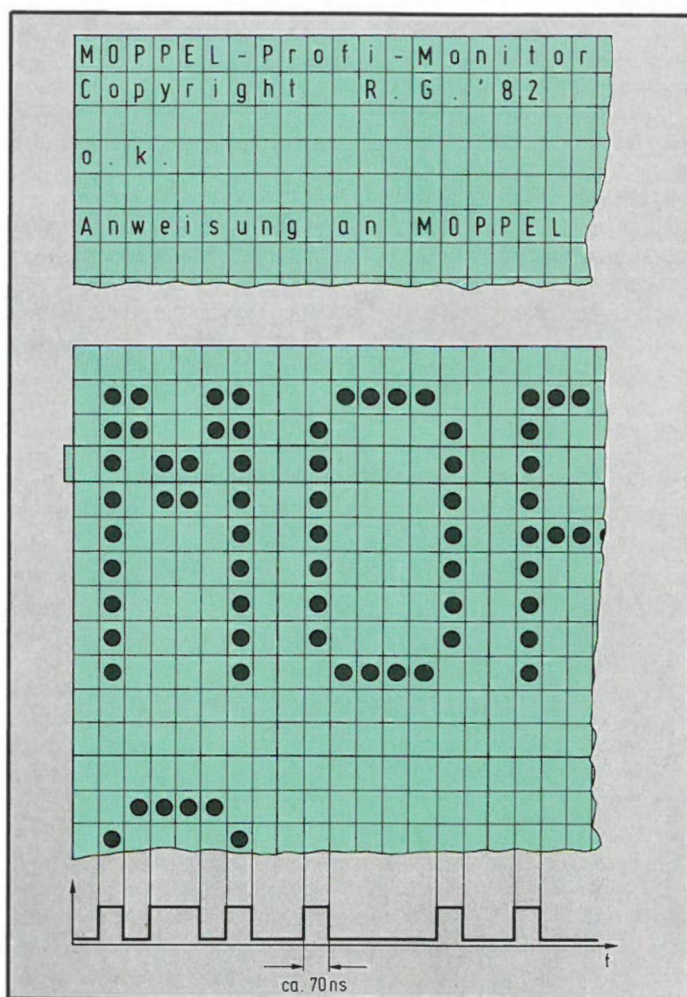 MOPPEL-Profi-Monitor
Copyright R.G.'82
o.k.
Anweisung an MOPPEL
t
ca. 70ns